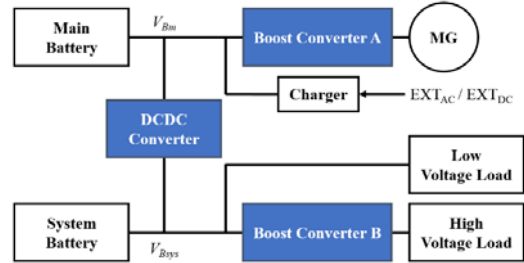 Main
Battery
V_Bm
Boost Converter A
MG
Charger
EXT_AC / EXT_DC
DCDC
Converter
Low
Voltage Load
System
Battery
V_Bsys
Boost Converter B
High
Voltage Load